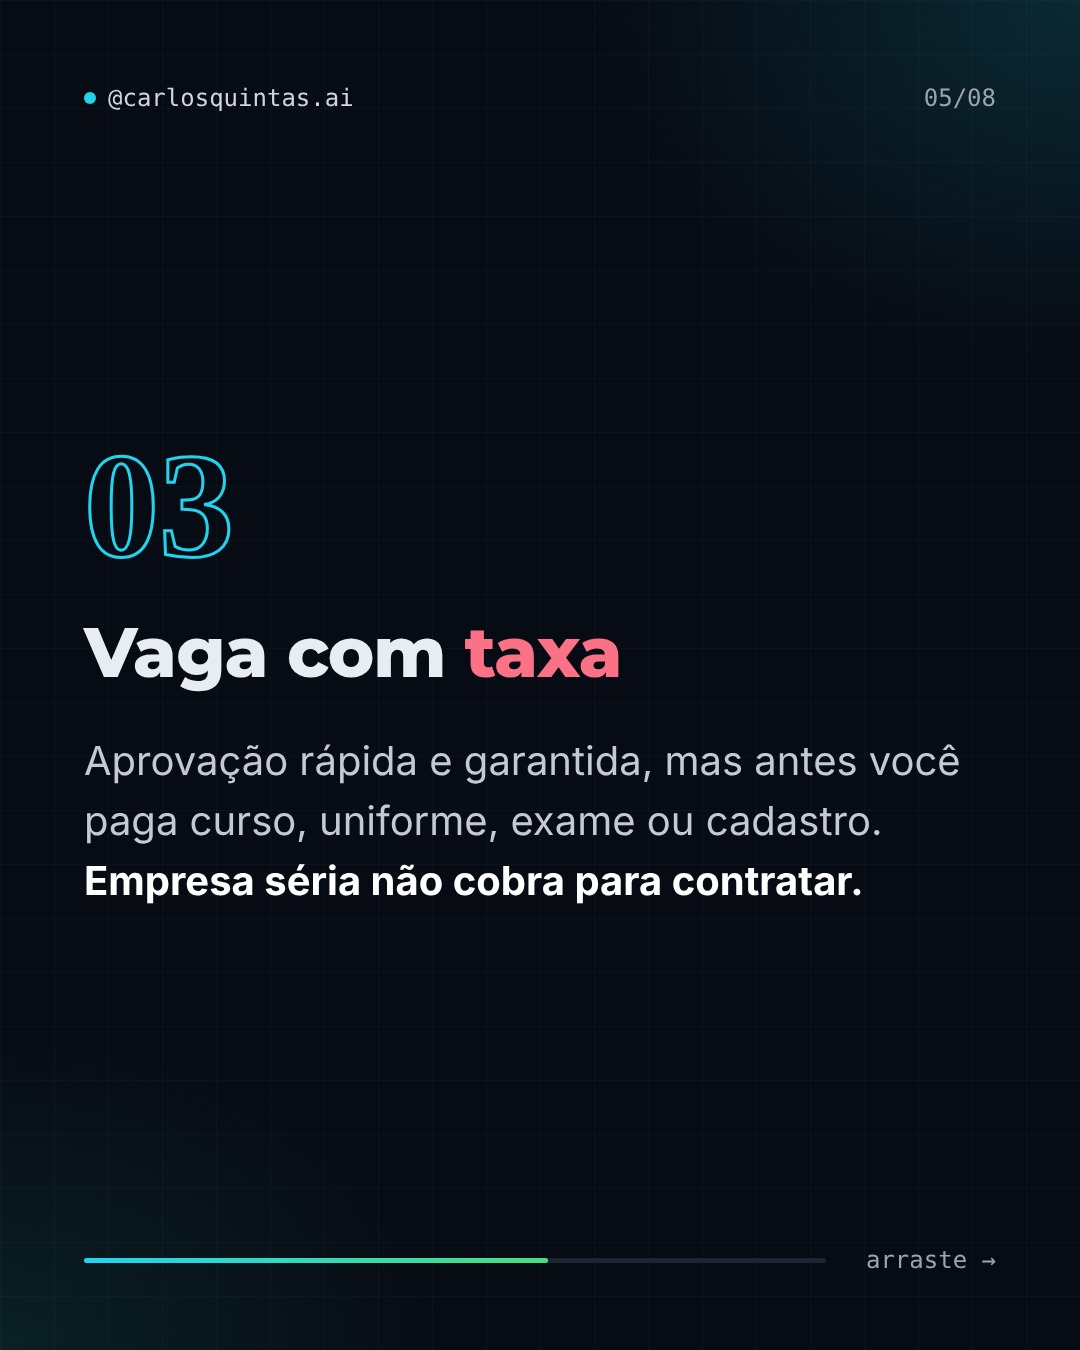 @carlosquintas.ai
05/08
03
Vaga com taxa
Aprovação rápida e garantida, mas antes você
paga curso, uniforme, exame ou cadastro.
Empresa séria não cobra para contratar.
arraste →